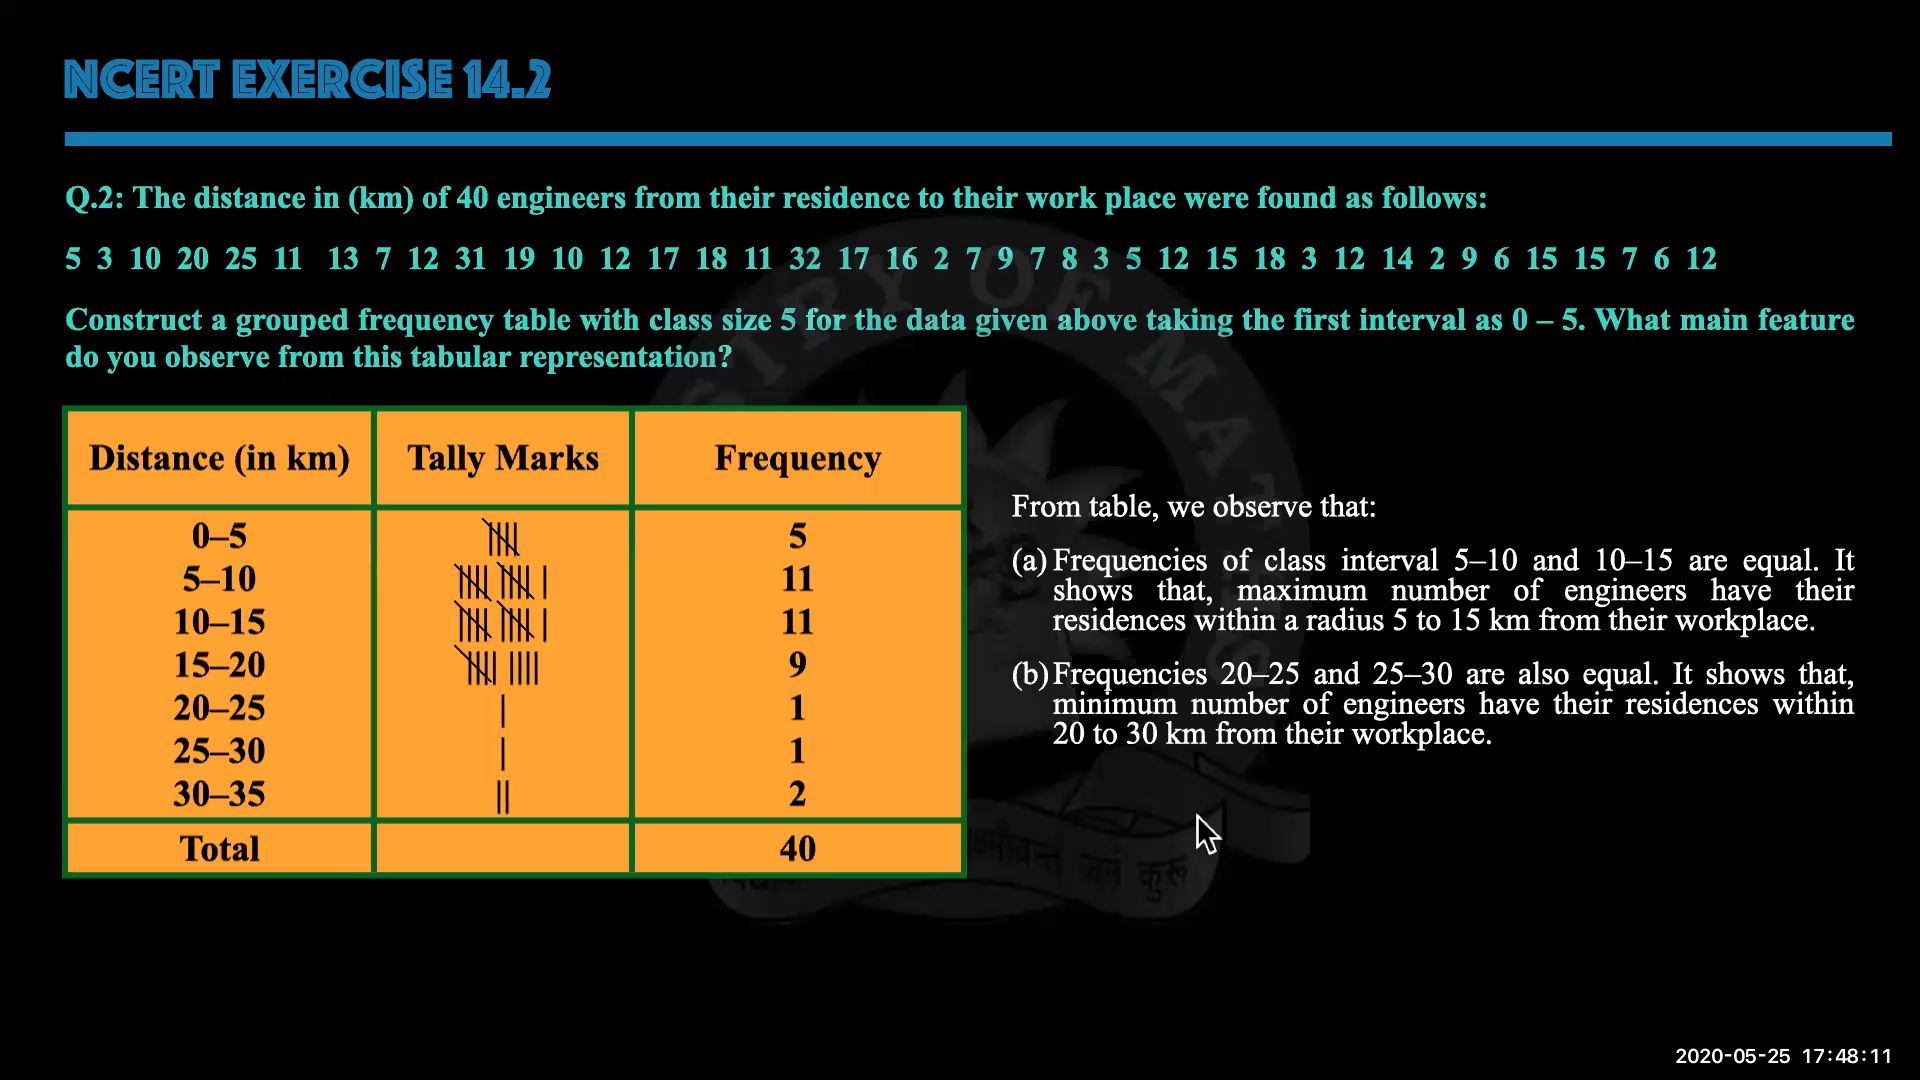 NCERT EXERCISE 14.2
Q.2: The distance in (km) of 40 engineers from their residence to their work place were found as follows:
5 3 10 20 25 11 13 7 12 31 19 10 12 17 18 11 32 17 16 2 7 9 7 8 3 5 12 15 18 3 12 14 2 9 6 15 15 7 6 12
Construct a grouped frequency table with class size 5 for the data given above taking the first interval as 0 – 5. What main feature
do you observe from this tabular representation?
Distance (in km) Tally Marks Frequency
0–5 5
5–10 11
10–15 11
15–20 9
20–25 1
25–30 1
30–35 2
Total 40
From table, we observe that:
(a) Frequencies of class interval 5–10 and 10–15 are equal. It
shows that, maximum number of engineers have their
residences within a radius 5 to 15 km from their workplace.
(b) Frequencies 20–25 and 25–30 are also equal. It shows that,
minimum number of engineers have their residences within
20 to 30 km from their workplace.
2020-05-25 17:48:11